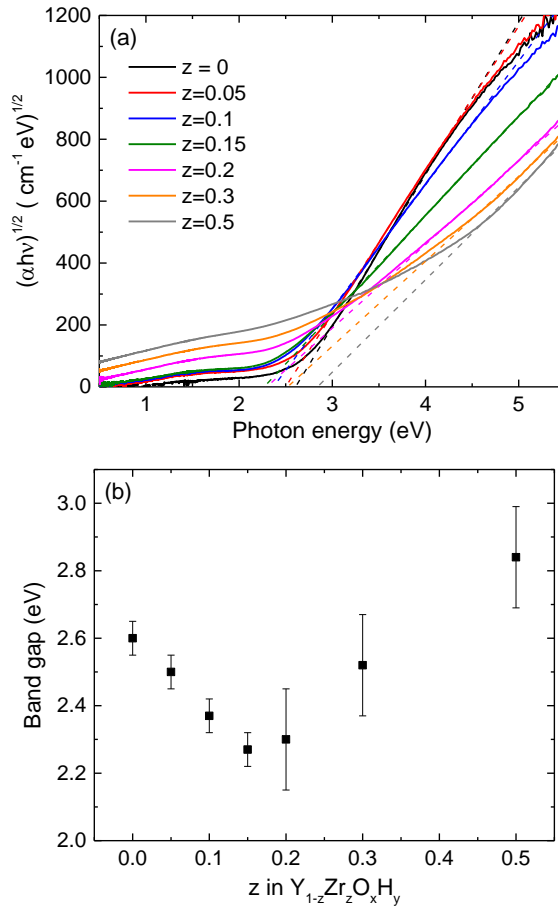 (a)
z = 0
z=0.05
z=0.1
z=0.15
z=0.2
z=0.3
z=0.5
1200
1000
800
600
400
200
0
(αhν)^1/2 ( cm^-1 eV)^1/2
1 2 3 4 5
Photon energy (eV)
(b)
3.0
2.8
2.6
2.4
2.2
2.0
Band gap (eV)
0.0 0.1 0.2 0.3 0.4 0.5
z in Y_1-zZr_zO_xH_y